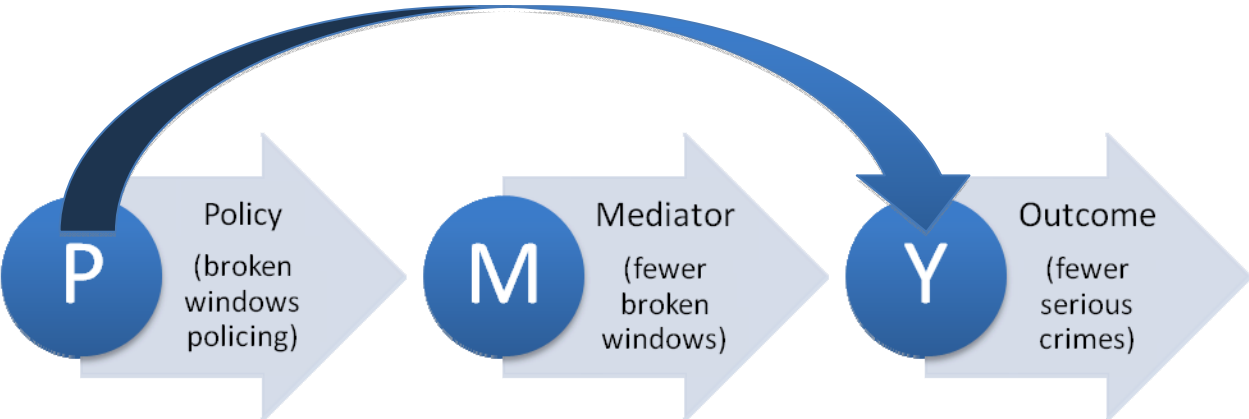 P
Policy
(broken
windows
policing)
M
Mediator
(fewer
broken
windows)
Y
Outcome
(fewer
serious
crimes)